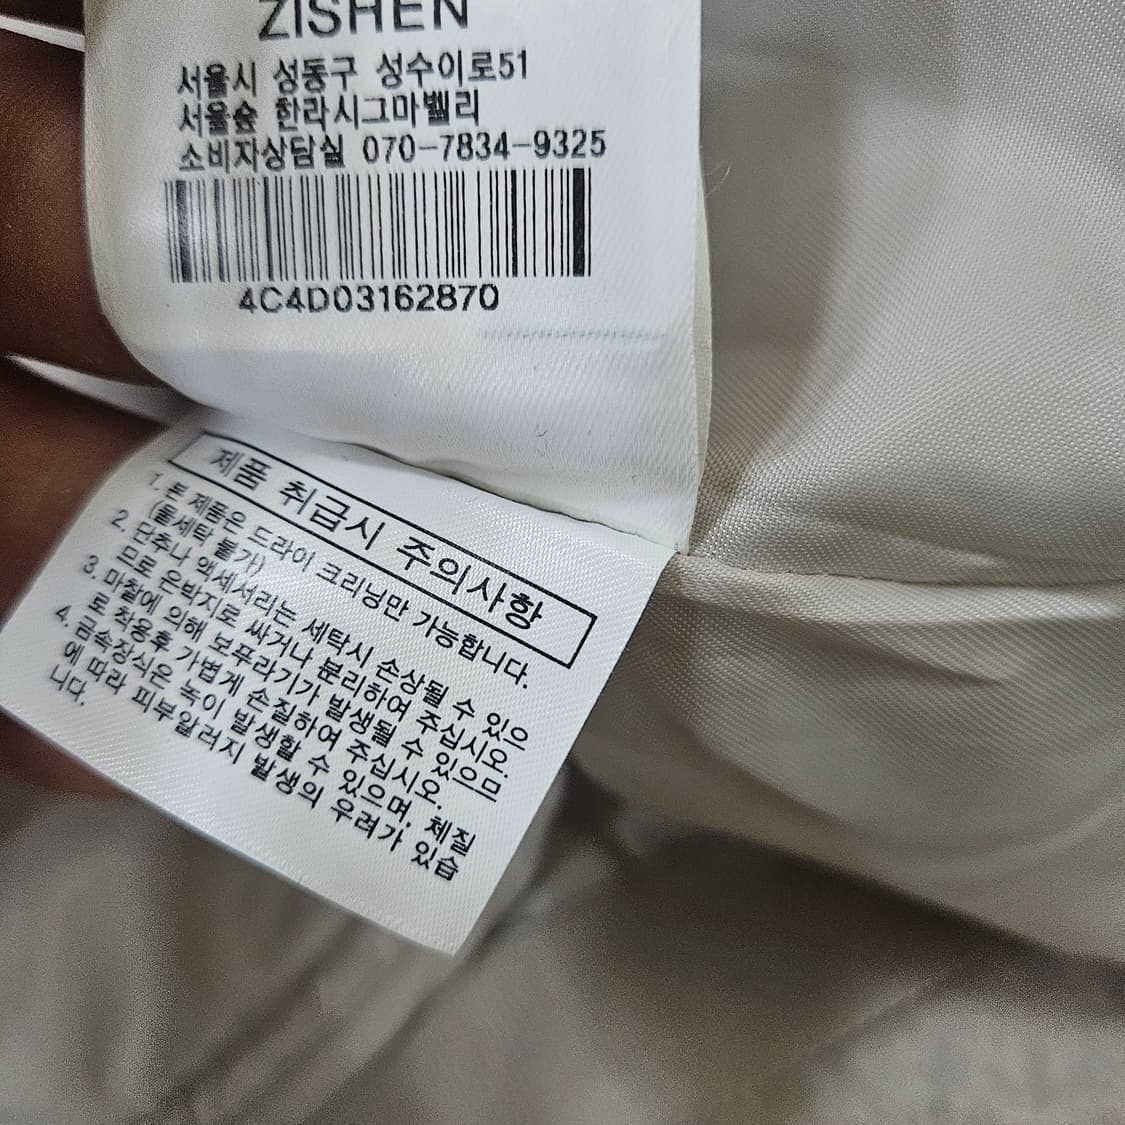 ZISHEN
서울시 성동구 성수이로51
서울숲 한라시그마밸리
소비자상담실 070-7834-9325
4C4D03162870
제품 취급시 주의사항
1. 본 제품은 드라이 크리닝만 가능합니다.
(물세탁 불가)
2. 단추나 액세서리는 세탁시 손상될 수 있으
므로 은박지로 싸거나 분리하여 주십시오.
3. 마찰에 의해 보푸라기가 발생될 수 있으므
로 착용후 가볍게 손질하여 주십시오.
4. 금속장식은 녹이 발생할 수 있으며, 체질
에 따라 피부알러지 발생의 우려가 있습
니다.